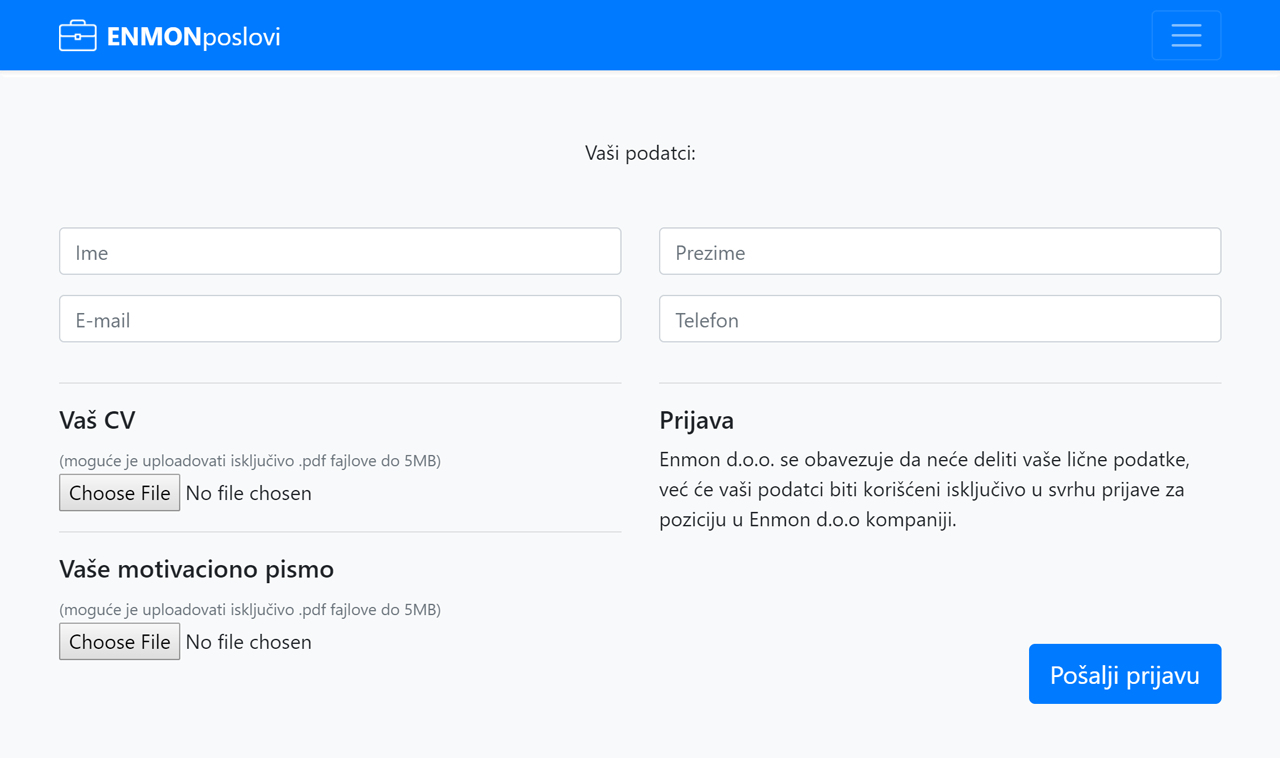 ENMONposlovi
Vaši podatci:
Ime
Prezime
E-mail
Telefon
Vaš CV
(moguće je uploadovati isključivo .pdf fajlove do 5MB)
Choose File No file chosen
Vaše motivaciono pismo
(moguće je uploadovati isključivo .pdf fajlove do 5MB)
Choose File No file chosen
Prijava
Enmon d.o.o. se obavezuje da neće deliti vaše lične podatke,
već će vaši podatci biti korišćeni isključivo u svrhu prijave za
poziciju u Enmon d.o.o kompaniji.
Pošalji prijavu